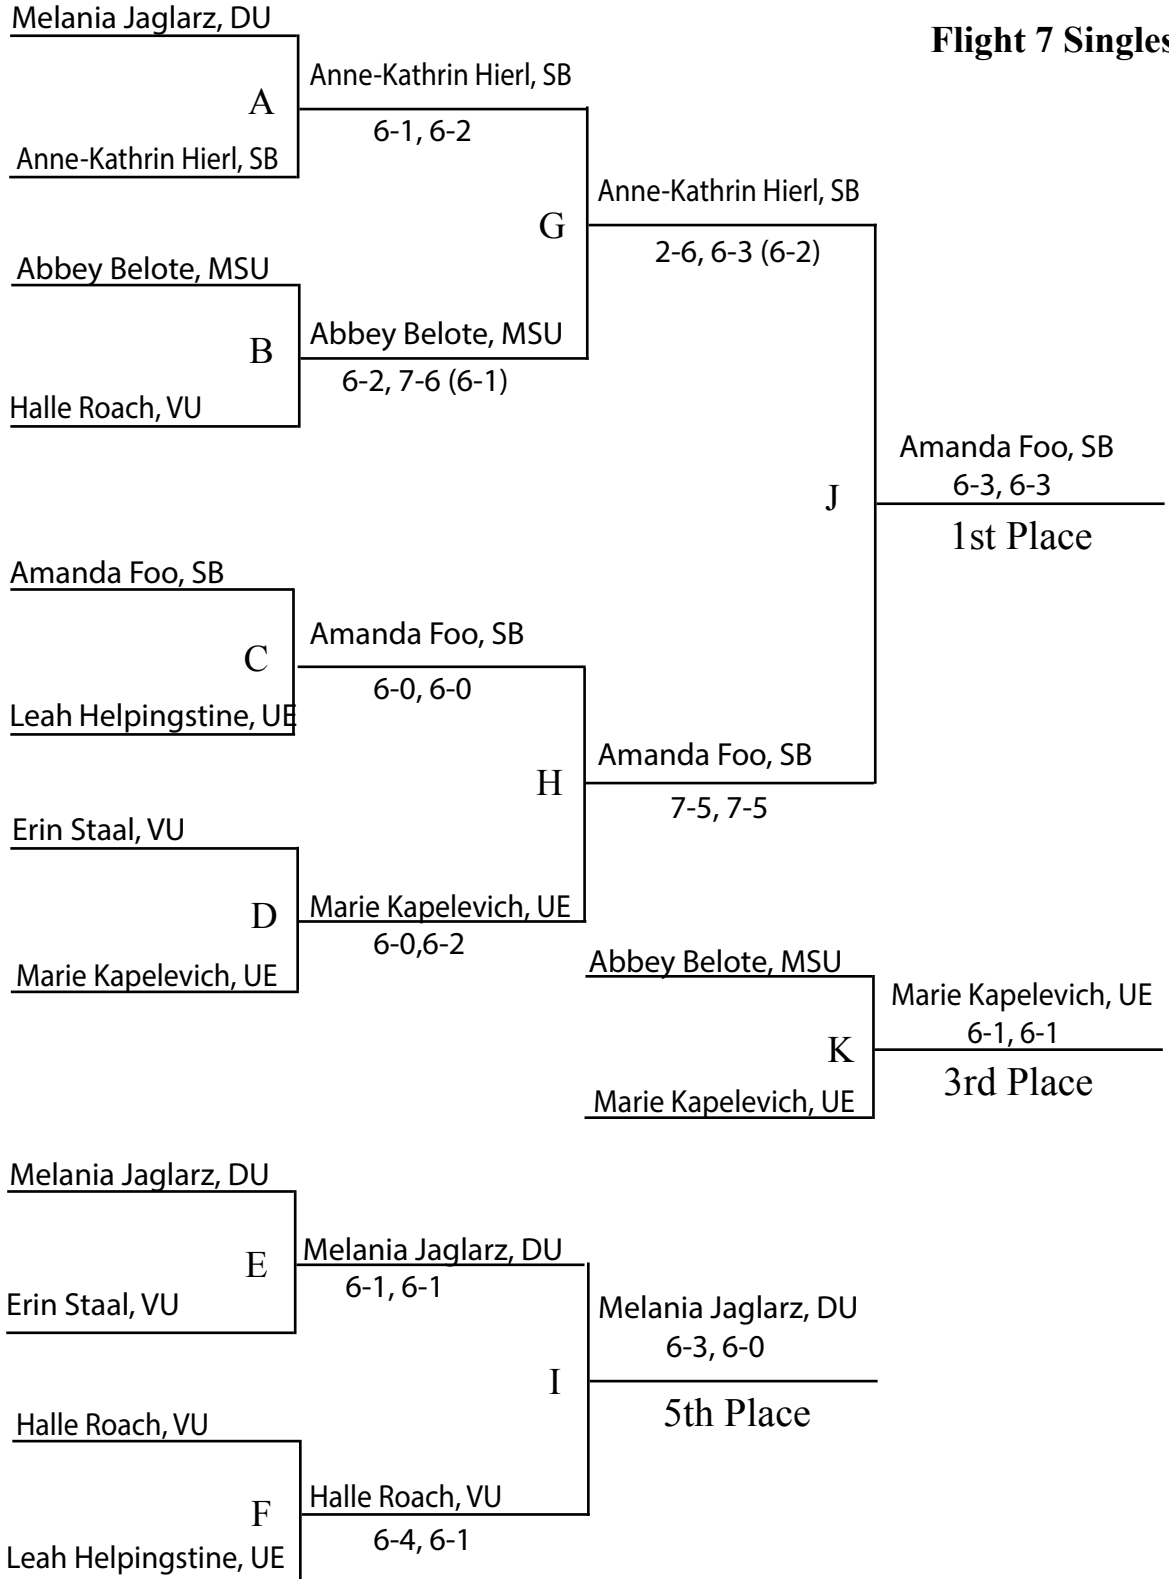 Melania Jaglarz, DU
Flight 7 Singles
Anne-Kathrin Hierl, SB
A
6-1, 6-2
Anne-Kathrin Hierl, SB
Anne-Kathrin Hierl, SB
G
2-6, 6-3 (6-2)
Abbey Belote, MSU
Abbey Belote, MSU
B
6-2, 7-6 (6-1)
Halle Roach, VU
Amanda Foo, SB
6-3, 6-3
J
1st Place
Amanda Foo, SB
Amanda Foo, SB
C
6-0, 6-0
Leah Helpingstine, UE
Amanda Foo, SB
H
7-5, 7-5
Erin Staal, VU
Marie Kapelevich, UE
D
6-0,6-2
Marie Kapelevich, UE
Abbey Belote, MSU
Marie Kapelevich, UE
6-1, 6-1
K
3rd Place
Marie Kapelevich, UE
Melania Jaglarz, DU
Melania Jaglarz, DU
E
6-1, 6-1
Erin Staal, VU
Melania Jaglarz, DU
6-3, 6-0
I
5th Place
Halle Roach, VU
Halle Roach, VU
F
6-4, 6-1
Leah Helpingstine, UE